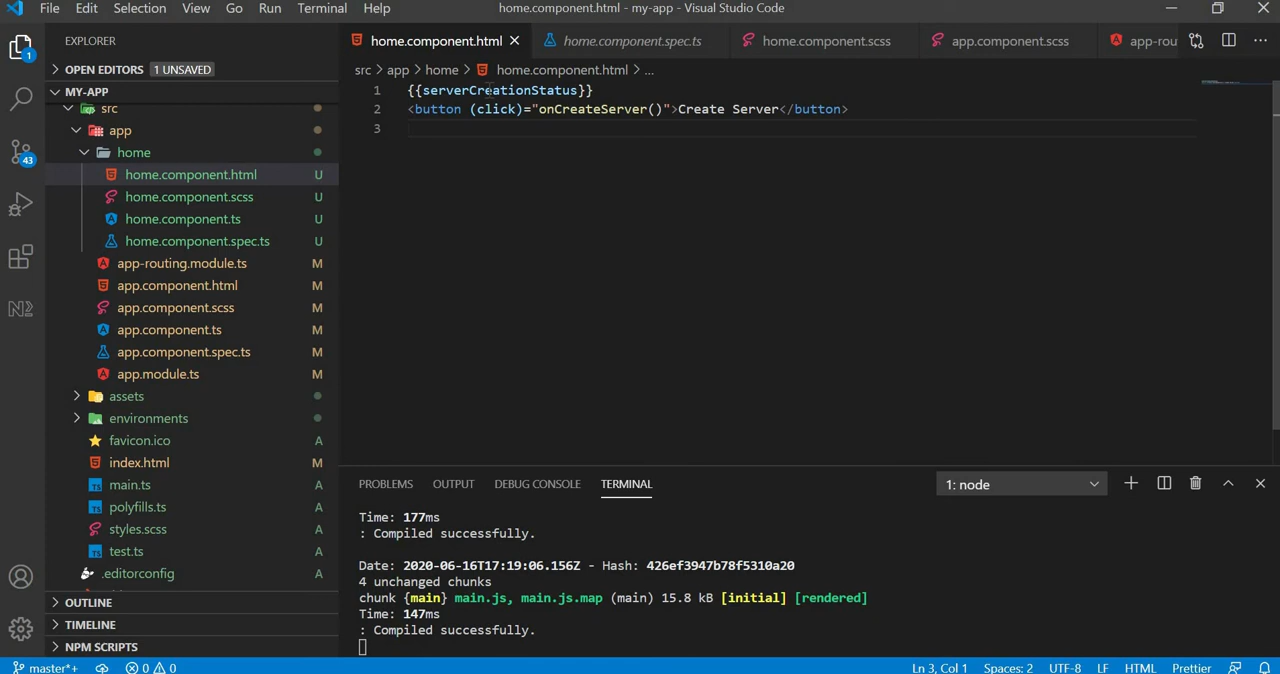 File Edit Selection View Go Run Terminal Help home.component.html - my-app - Visual Studio Code
EXPLORER
home.component.html home.component.spec.ts home.component.scss app.component.scss app-rou
OPEN EDITORS 1 UNSAVED
src > app > home > home.component.html > ...
MY-APP
1 {{serverCreationStatus}}
2 <button (click)="onCreateServer()">Create Server</button>
3
src
app
home
home.component.html U
home.component.scss U
home.component.ts U
home.component.spec.ts U
app-routing.module.ts M
app.component.html M
app.component.scss M
app.component.ts M
app.component.spec.ts M
app.module.ts M
assets
environments
favicon.ico A
index.html M
main.ts A
polyfills.ts A
styles.scss A
test.ts A
.editorconfig A
OUTLINE
TIMELINE
NPM SCRIPTS
1
43
PROBLEMS OUTPUT DEBUG CONSOLE TERMINAL 1: node
Time: 177ms
: Compiled successfully.
Date: 2020-06-16T17:19:06.156Z - Hash: 426ef3947b78f5310a20
4 unchanged chunks
chunk {main} main.js, main.js.map (main) 15.8 kB [initial] [rendered]
Time: 147ms
: Compiled successfully.
master*+ 0 0 Ln 3, Col 1 Spaces: 2 UTF-8 LF HTML Prettier